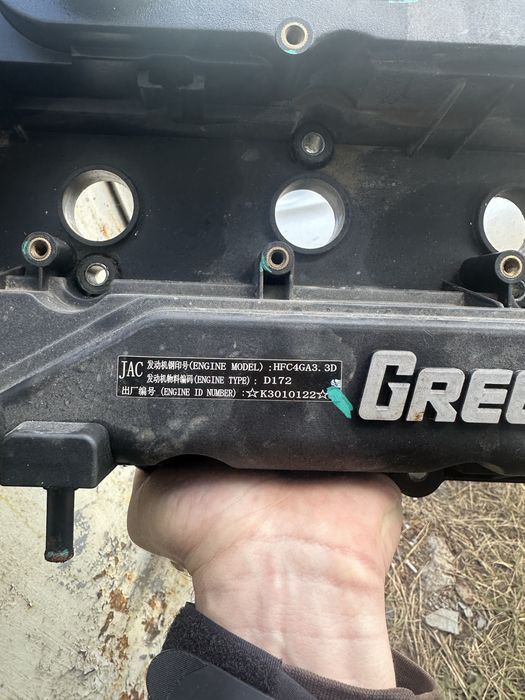 JAC
发动机钢印号(ENGINE MODEL) :HFC4GA3.3D
发动机物料编码(ENGINE TYPE) : D172
出厂编号 (ENGINE ID NUMBER) :☆K3010122☆
GREE